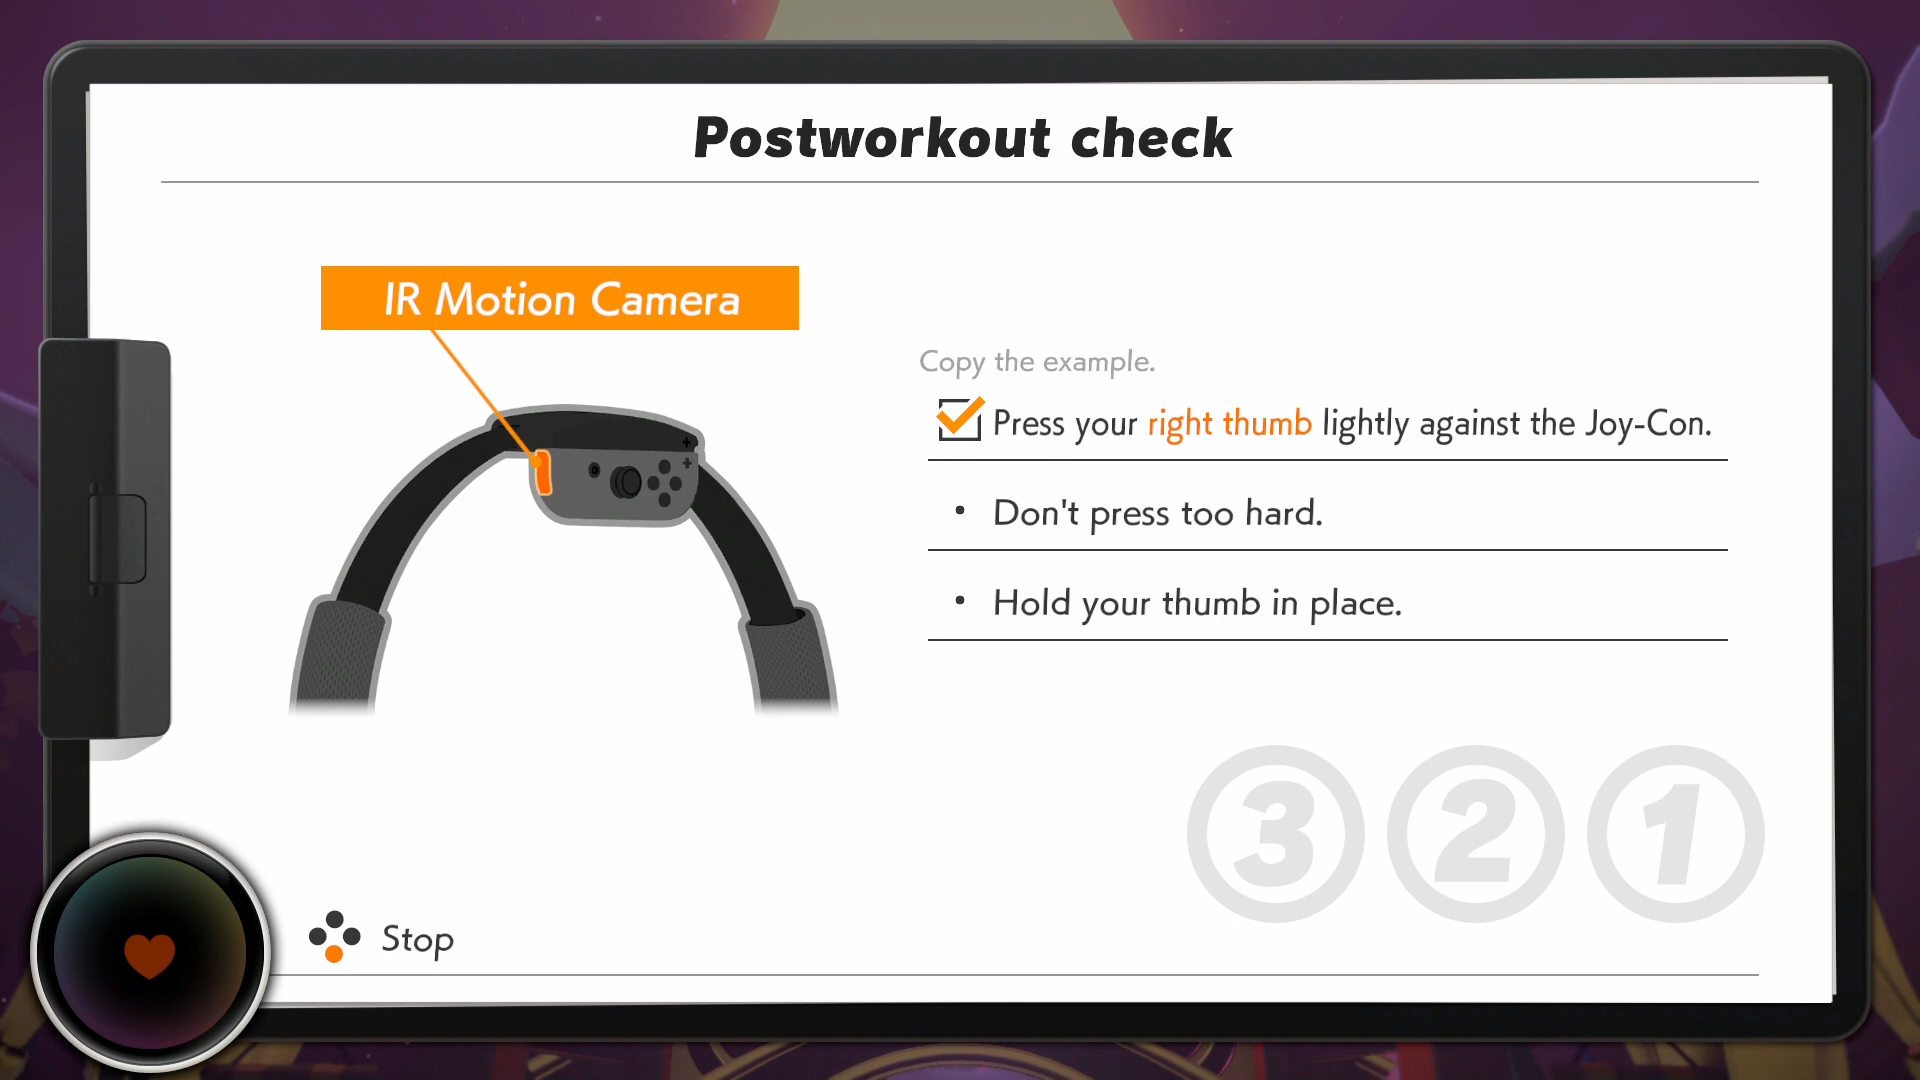 Postworkout check
IR Motion Camera
Copy the example.
Press your right thumb lightly against the Joy-Con.
• Don't press too hard.
• Hold your thumb in place.
3 2 1
Stop